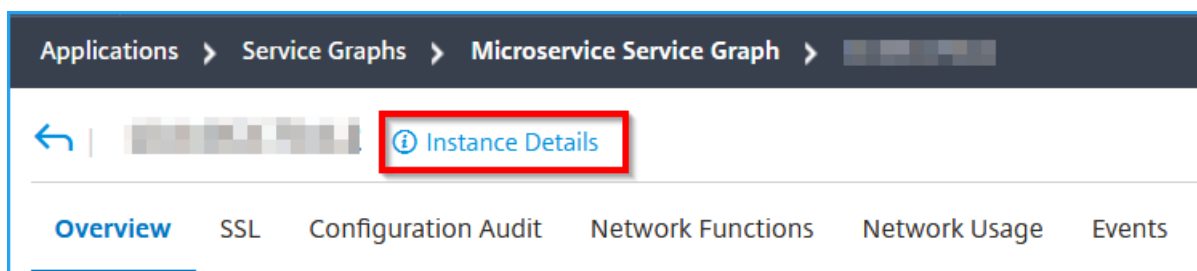 Applications > Service Graphs > Microservice Service Graph >
Instance Details
Overview SSL Configuration Audit Network Functions Network Usage Events